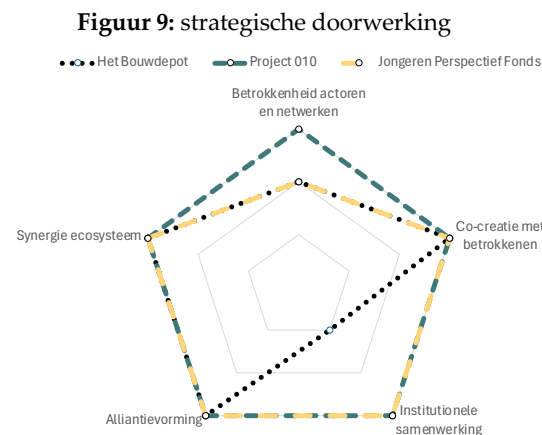 Figuur 9: strategische doorwerking
Het Bouwdepot Project 010 Jongeren Perspectief Fonds
Betrokkenheid actoren
en netwerken
Synergie ecosysteem
Co-creatie met
betrokkenen
Alliantievorming
Institutionele
samenwerking